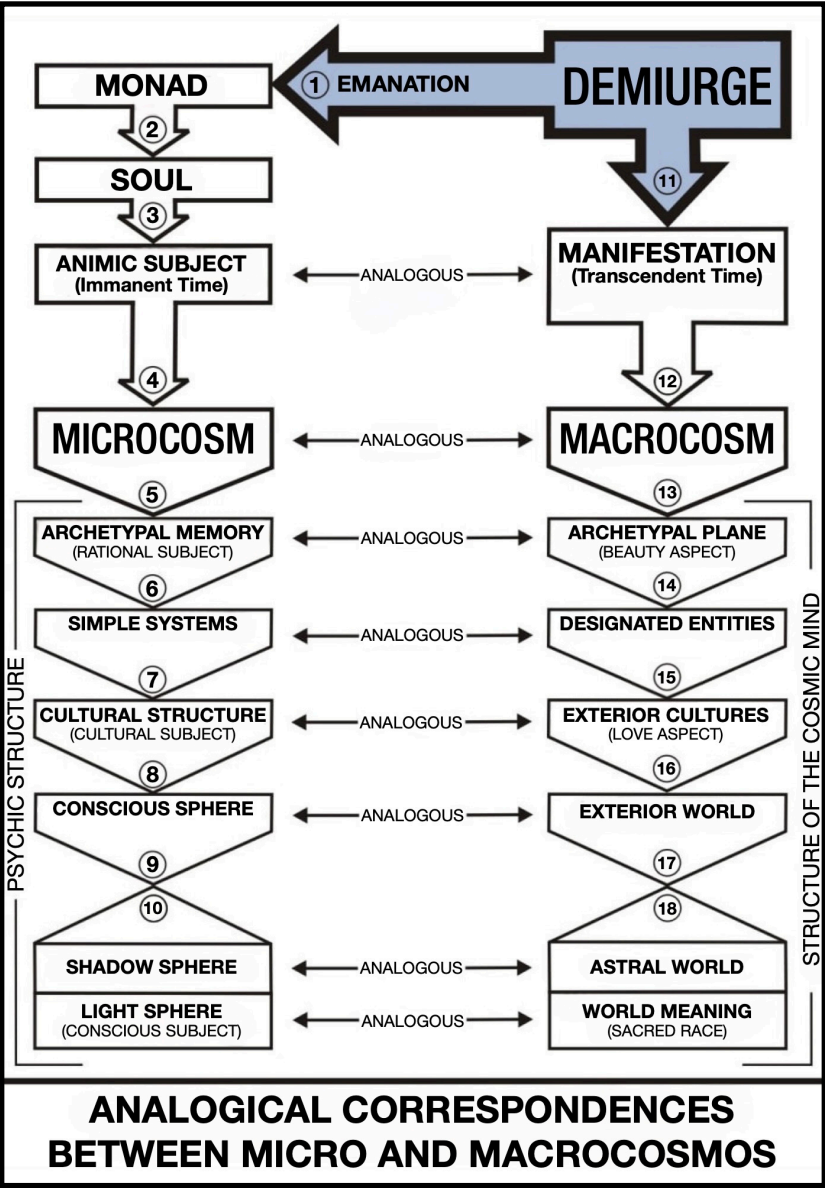 DEMIURGE
① EMANATION
MONAD
②
⑪
SOUL
③
ANIMIC SUBJECT
(Immanent Time)
ANALOGOUS
MANIFESTATION
(Transcendent Time)
④
⑫
MICROCOSM
ANALOGOUS
MACROCOSM
⑤
⑬
ARCHETYPAL MEMORY
(RATIONAL SUBJECT)
ANALOGOUS
ARCHETYPAL PLANE
(BEAUTY ASPECT)
⑥
⑭
SIMPLE SYSTEMS
ANALOGOUS
DESIGNATED ENTITIES
⑦
⑮
CULTURAL STRUCTURE
(CULTURAL SUBJECT)
ANALOGOUS
EXTERIOR CULTURES
(LOVE ASPECT)
⑧
⑯
CONSCIOUS SPHERE
ANALOGOUS
EXTERIOR WORLD
⑨
⑰
⑩
⑱
SHADOW SPHERE
ANALOGOUS
ASTRAL WORLD
LIGHT SPHERE
(CONSCIOUS SUBJECT)
ANALOGOUS
WORLD MEANING
(SACRED RACE)
PSYCHIC STRUCTURE
STRUCTURE OF THE COSMIC MIND
ANALOGICAL CORRESPONDENCES
BETWEEN MICRO AND MACROCOSMOS